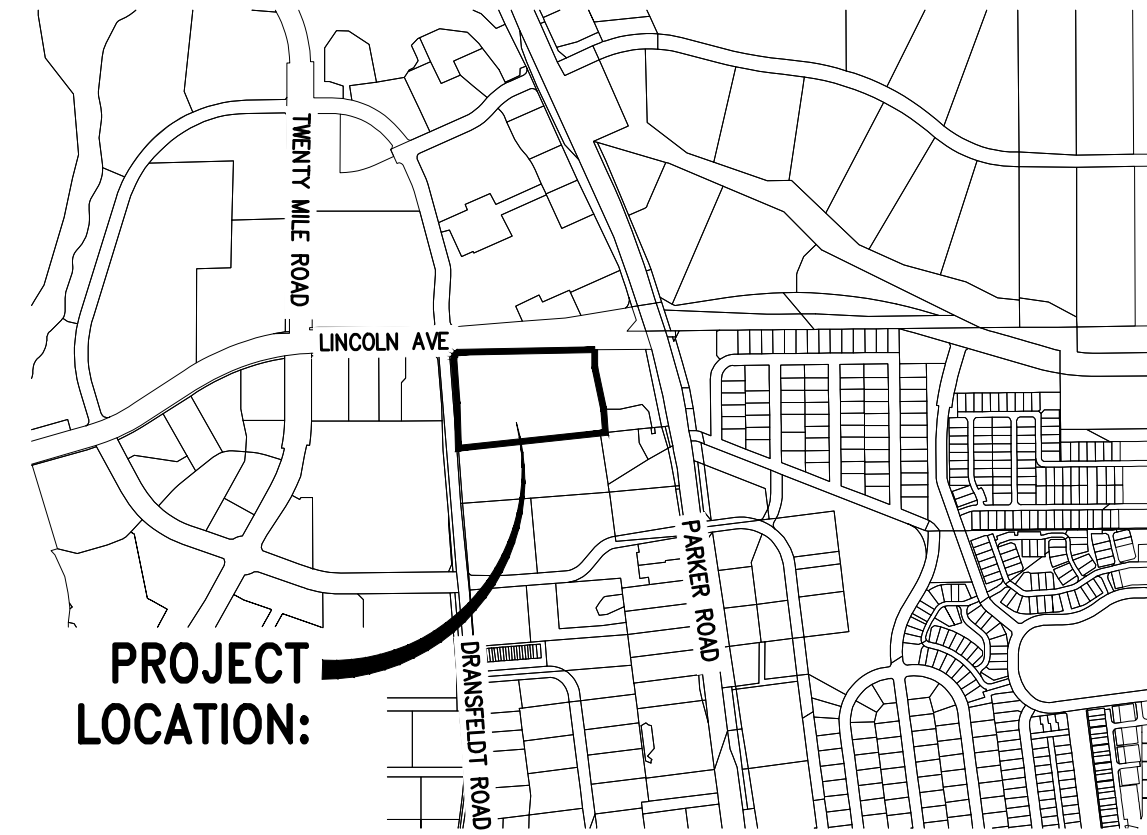 TWENTY MILE ROAD
LINCOLN AVE
PARKER ROAD
PROJECT
LOCATION:
DRANSFELDT ROAD